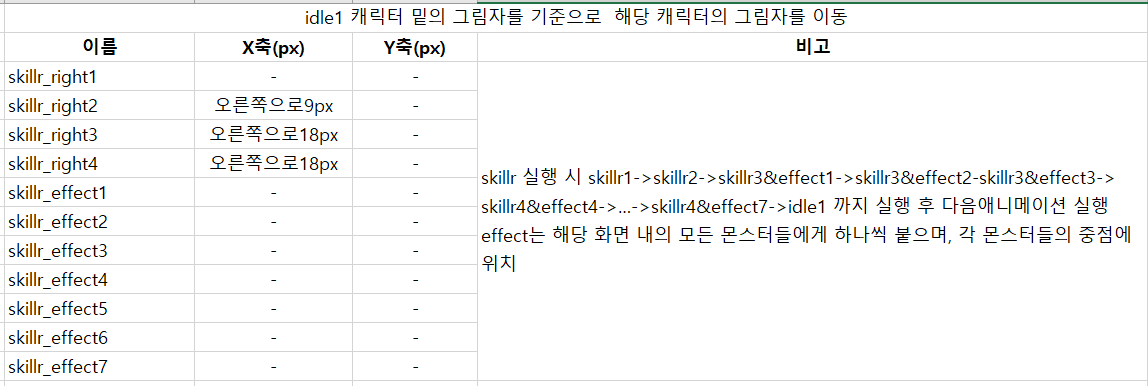 idle1 캐릭터 밑의 그림자를 기준으로  해당 캐릭터의 그림자를 이동
이름 X축(px) Y축(px) 비고
skillr_right1 - -
skillr_right2 오른쪽으로9px -
skillr_right3 오른쪽으로18px -
skillr_right4 오른쪽으로18px -
skillr_effect1 - -
skillr_effect2 - -
skillr_effect3 - -
skillr_effect4 - -
skillr_effect5 - -
skillr_effect6 - -
skillr_effect7 - -
skillr 실행 시 skillr1->skillr2->skillr3&effect1->skillr3&effect2-skillr3&effect3->
skillr4&effect4->...->skillr4&effect7->idle1 까지 실행 후 다음애니메이션 실행
effect는 해당 화면 내의 모든 몬스터들에게 하나씩 붙으며, 각 몬스터들의 중점에
위치